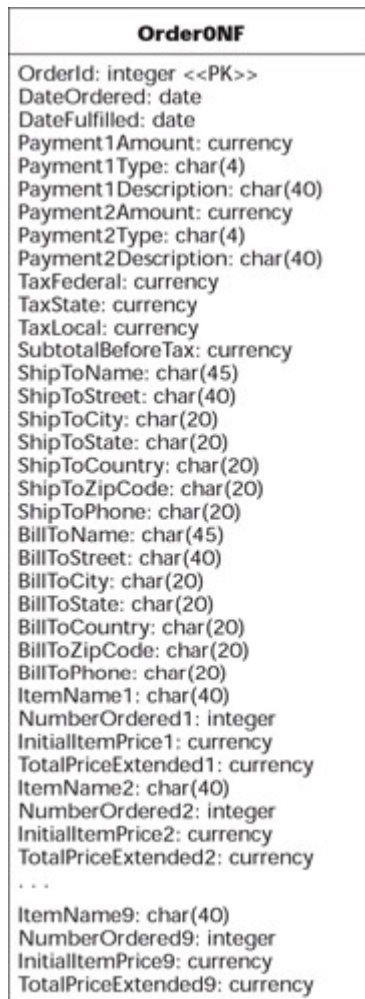 Order0NF
OrderId: integer <<PK>>
DateOrdered: date
DateFulfilled: date
Payment1Amount: currency
Payment1Type: char(4)
Payment1Description: char(40)
Payment2Amount: currency
Payment2Type: char(4)
Payment2Description: char(40)
TaxFederal: currency
TaxState: currency
TaxLocal: currency
SubtotalBeforeTax: currency
ShipToName: char(45)
ShipToStreet: char(40)
ShipToCity: char(20)
ShipToState: char(20)
ShipToCountry: char(20)
ShipToZipCode: char(20)
ShipToPhone: char(20)
BillToName: char(45)
BillToStreet: char(40)
BillToCity: char(20)
BillToState: char(20)
BillToCountry: char(20)
BillToZipCode: char(20)
BillToPhone: char(20)
ItemName1: char(40)
NumberOrdered1: integer
InitialItemPrice1: currency
TotalPriceExtended1: currency
ItemName2: char(40)
NumberOrdered2: integer
InitialItemPrice2: currency
TotalPriceExtended2: currency
. . .
ItemName9: char(40)
NumberOrdered9: integer
InitialItemPrice9: currency
TotalPriceExtended9: currency